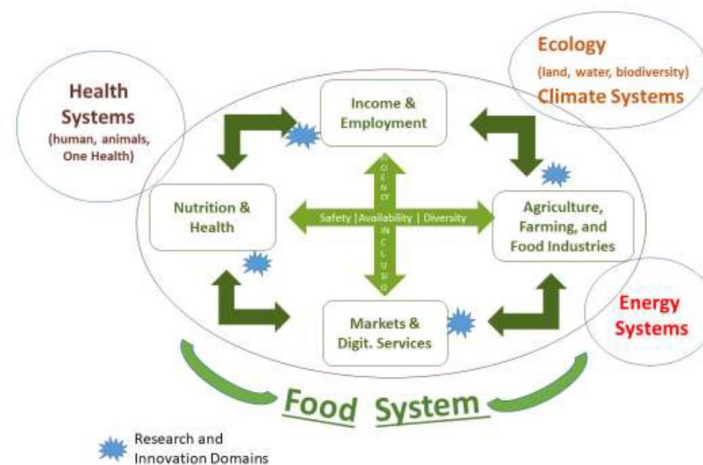 Ecology
(land, water, biodiversity)
Climate Systems
Health
Systems
(human, animals,
One Health)
Income &
Employment
Nutrition &
Health
Safety |Availability | Diversity
Agriculture,
Farming, and
Food Industries
Markets &
Digit. Services
Energy
Systems
Food System
Research and
Innovation Domains